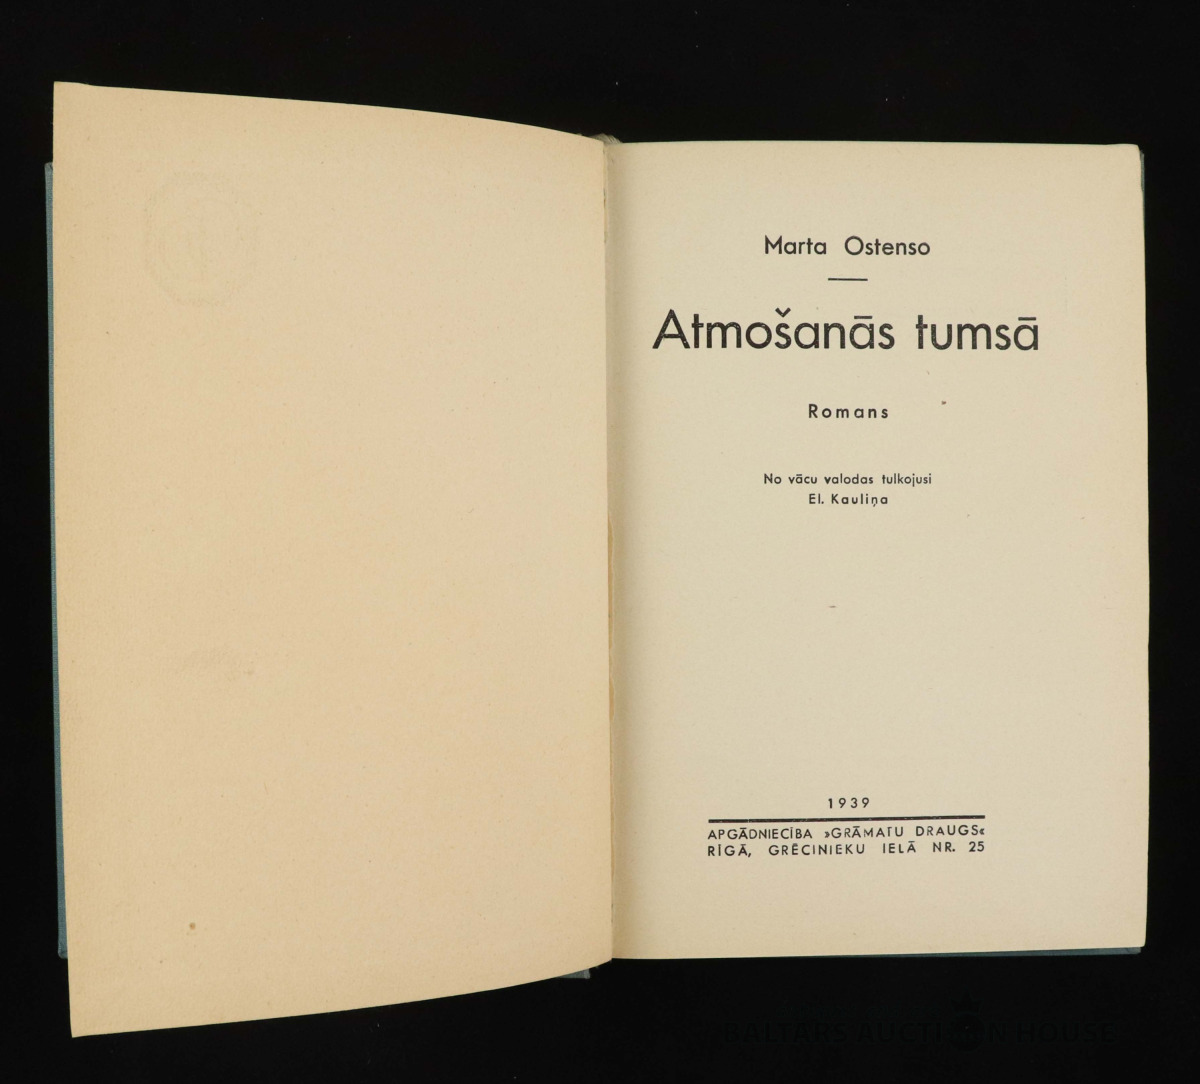 Marta Ostenso
Atmošanās tumsā
Romans
No vācu valodas tulkojusi
El. Kauliņa
1939
APGĀDNIECĪBA »GRĀMATU DRAUGS«
RĪGĀ, GRĒCINIEKU IELĀ NR. 25
BALTARS AUCTION HOUSE